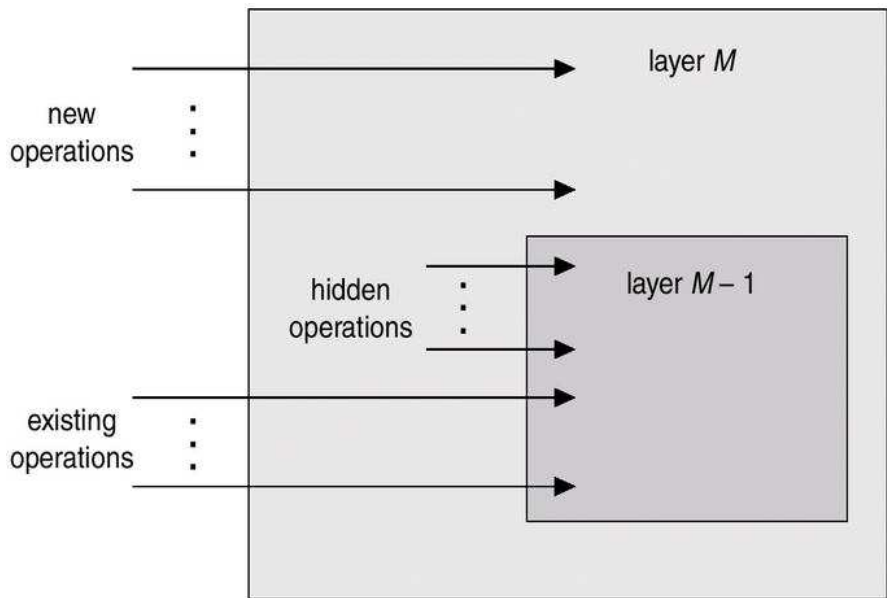 layer M
new
operations
hidden
operations
layer M – 1
existing
operations